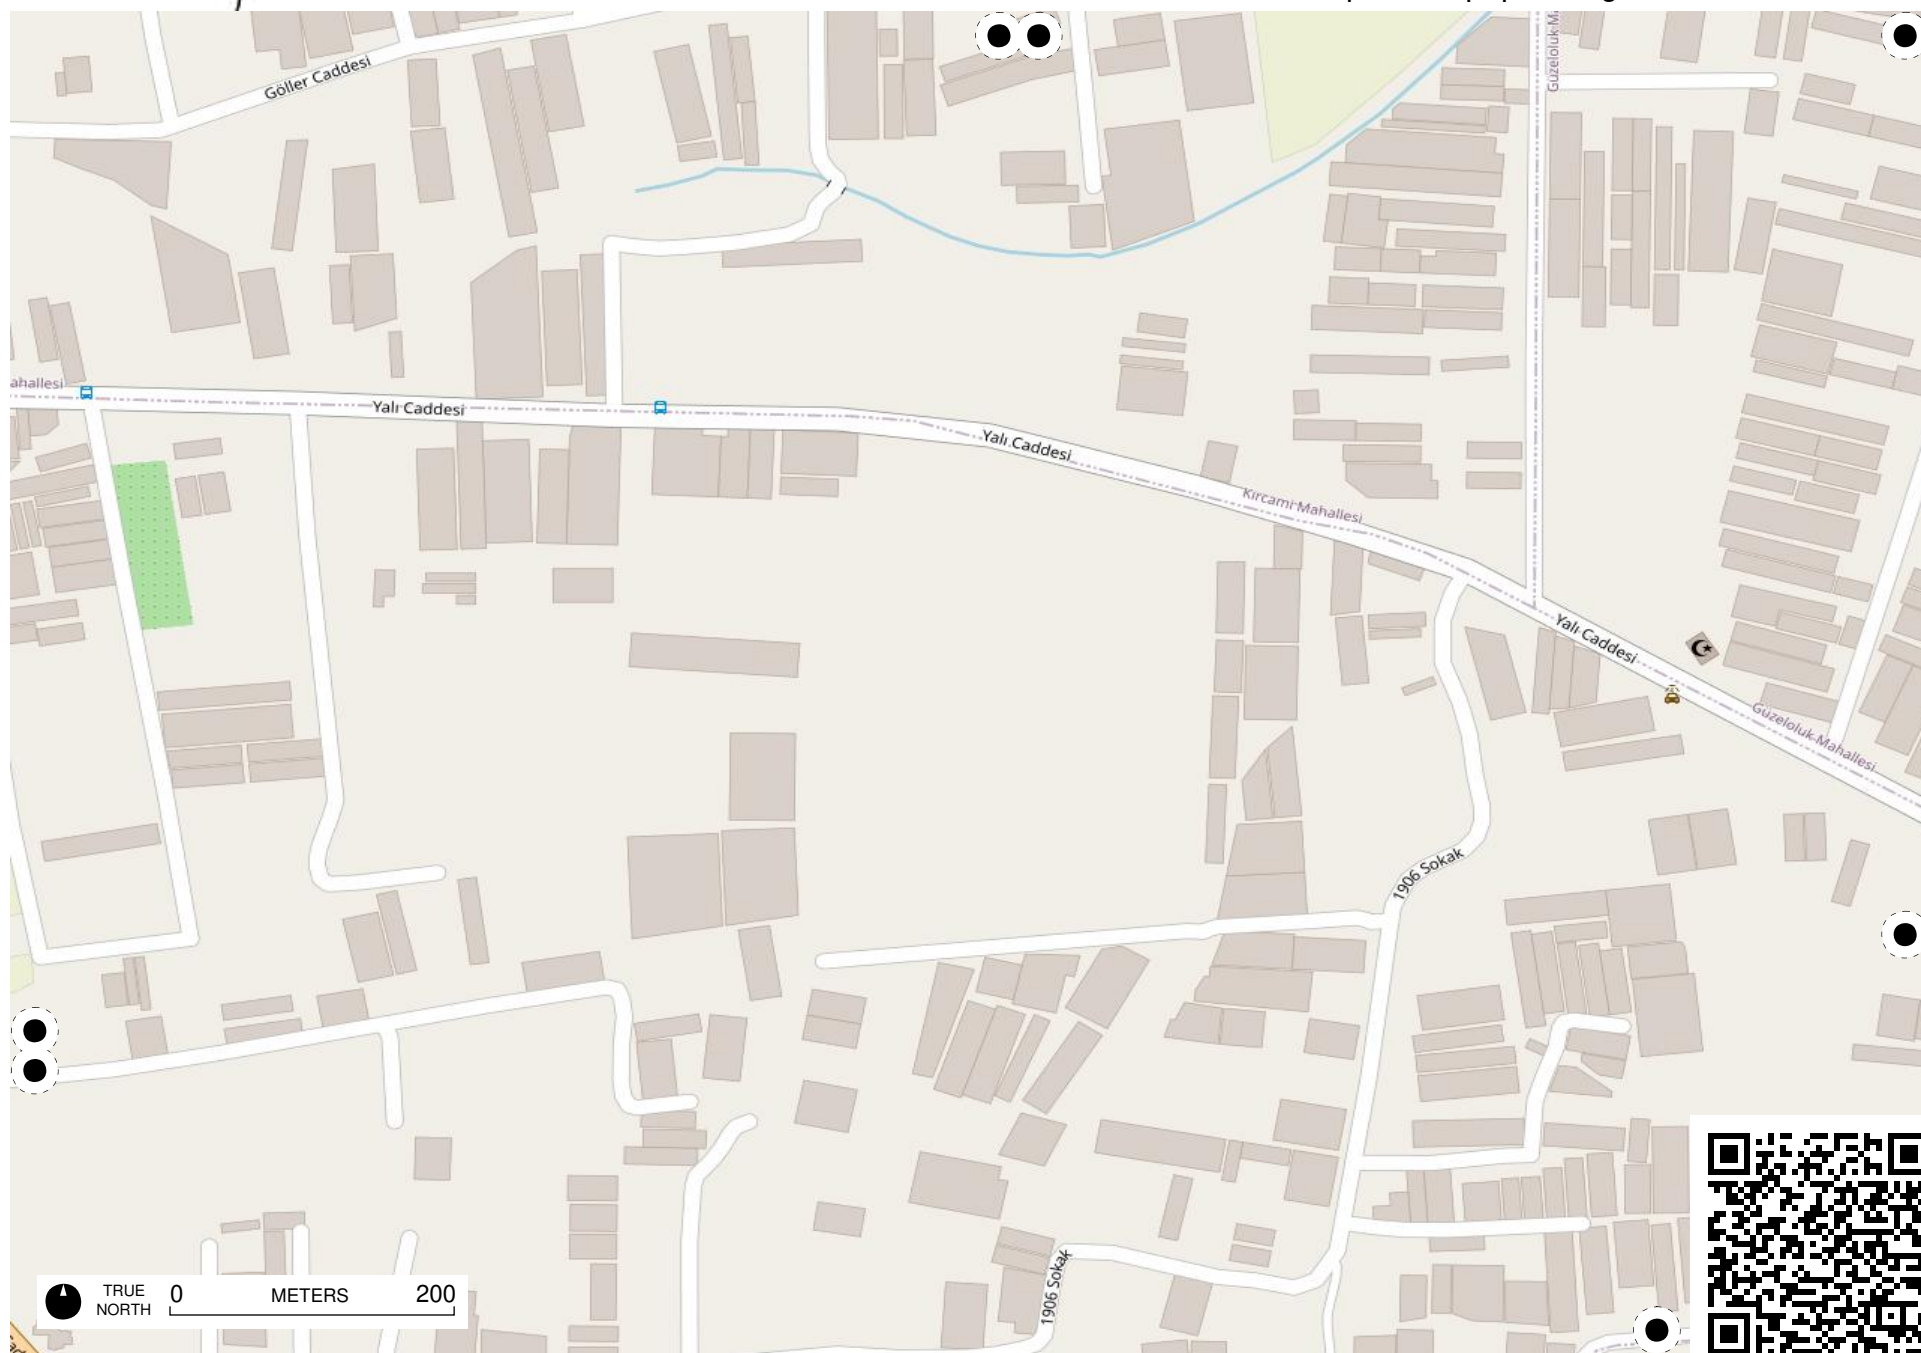 Güzeloluk M
Göller Caddesi
ahallesi
Yalı Caddesi
Yalı Caddesi
Kırcami Mahallesi
Yalı Caddesi
Güzeloluk Mahallesi
1906 Sokak
1906 Sokak
TRUE NORTH
0 METERS 200